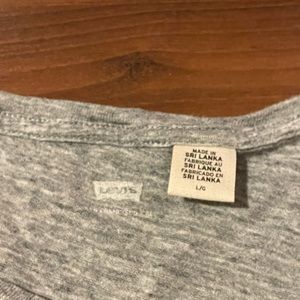 Levi's
MADE IN
SRI LANKA
FABRIQUE AU
SRI LANKA
FABRICADO EN
SRI LANKA
L/G